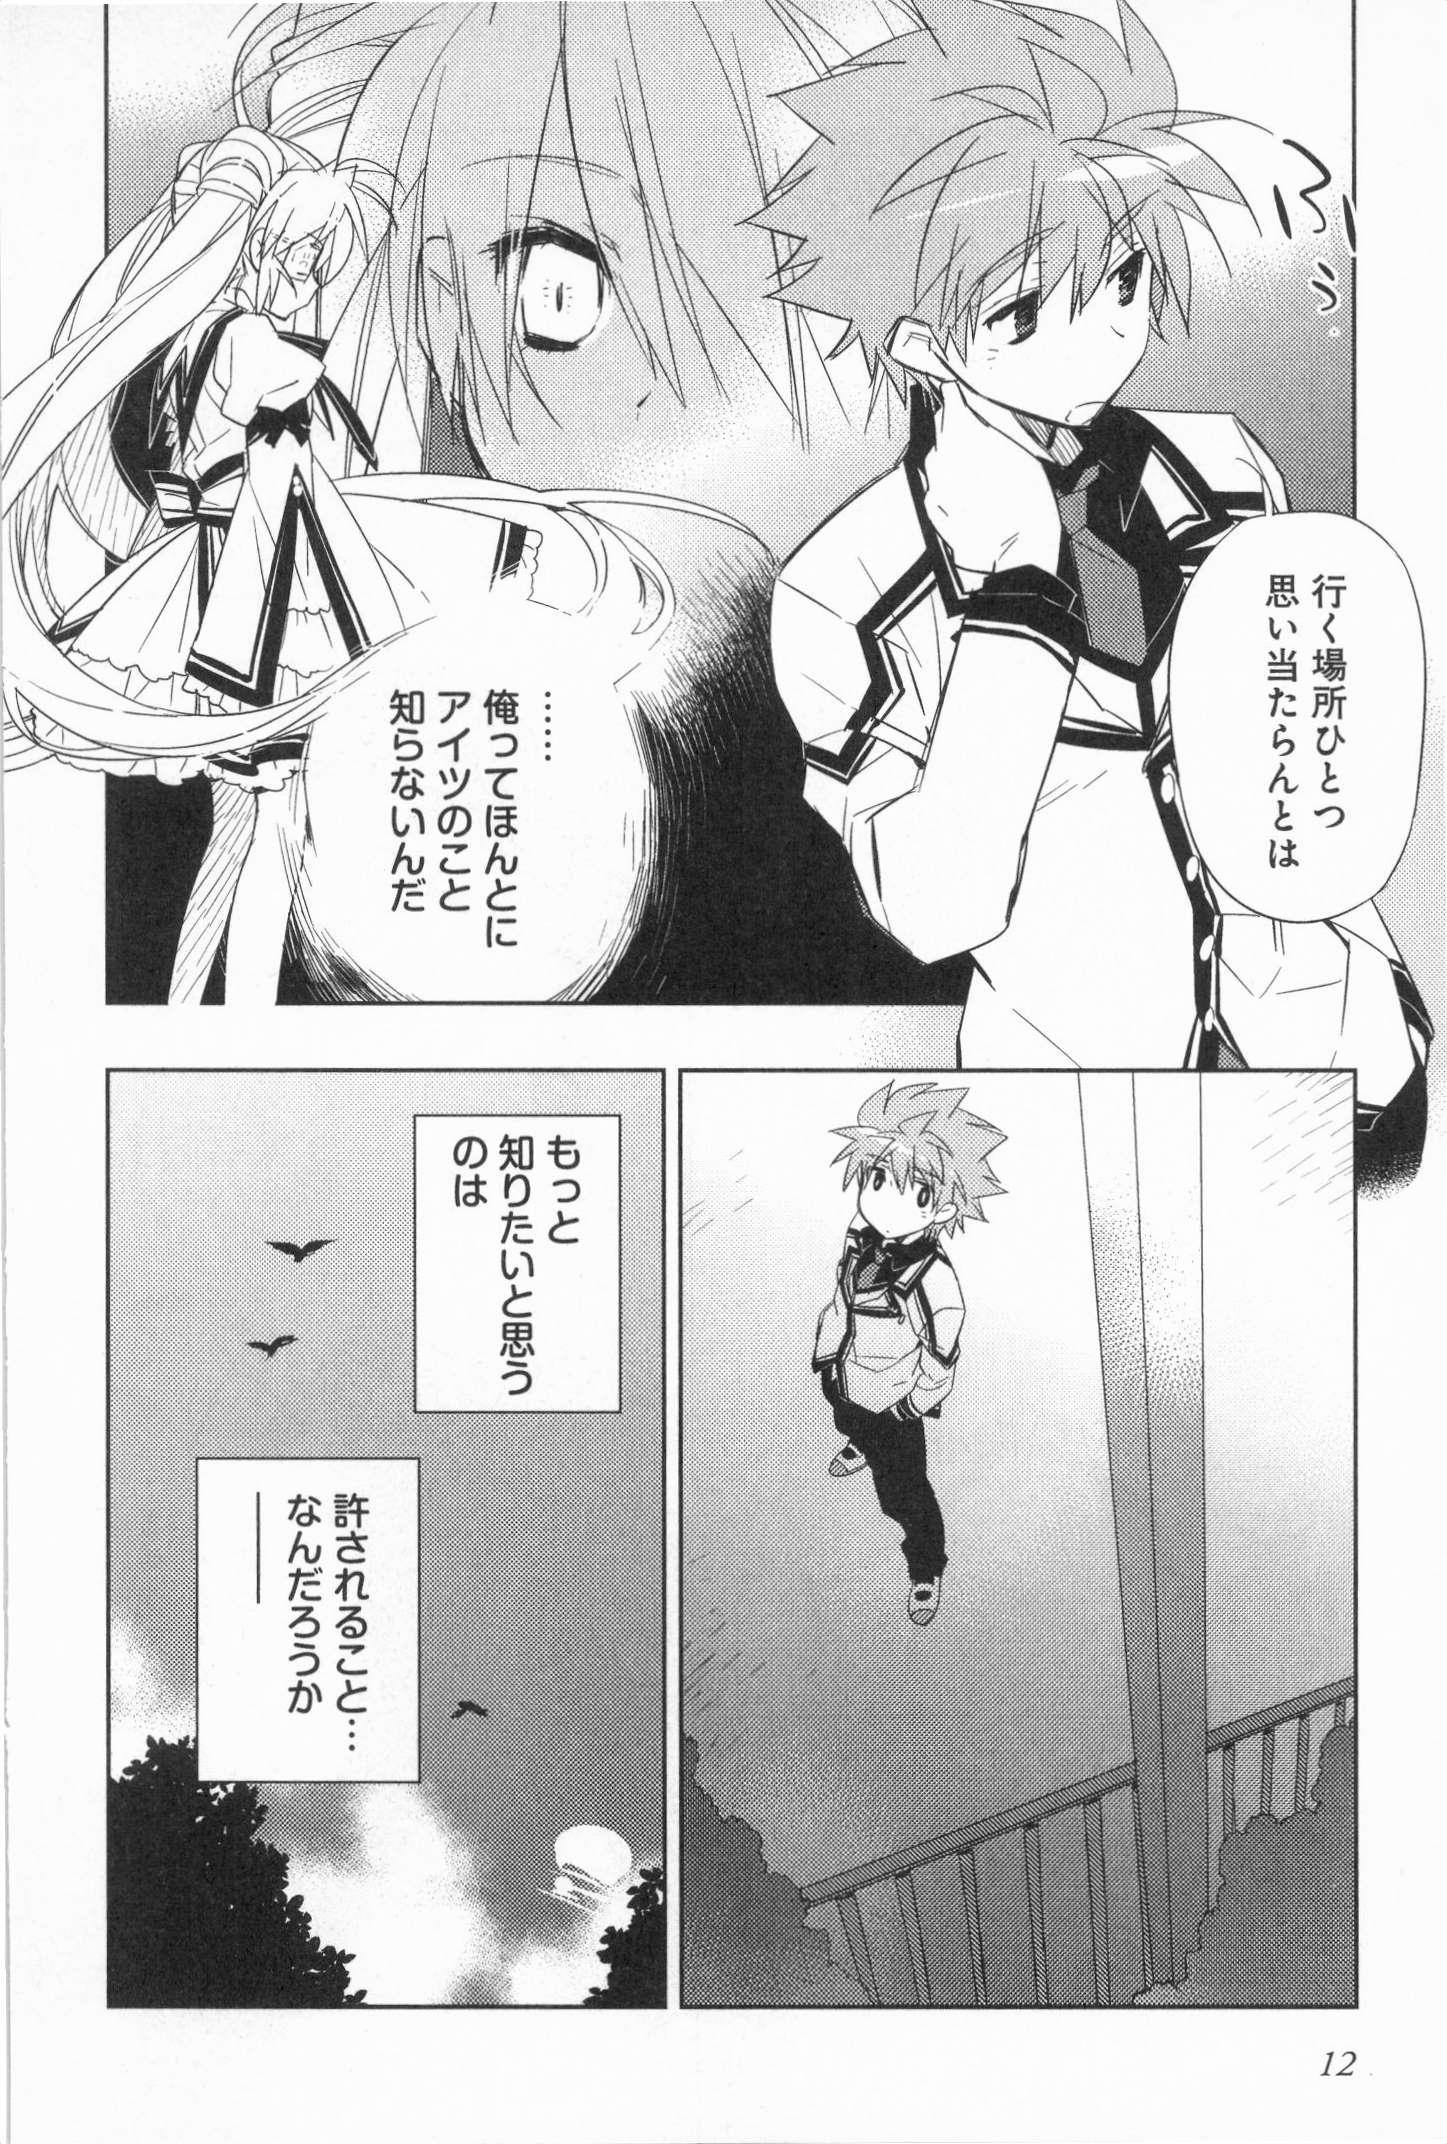 行く場所ひとつ
思い当たらんとは
……
俺ってほんとに
アイツのこと
知らないんだ
もっと
知りたいと思う
のは
許されること…
なんだろうか
――
12